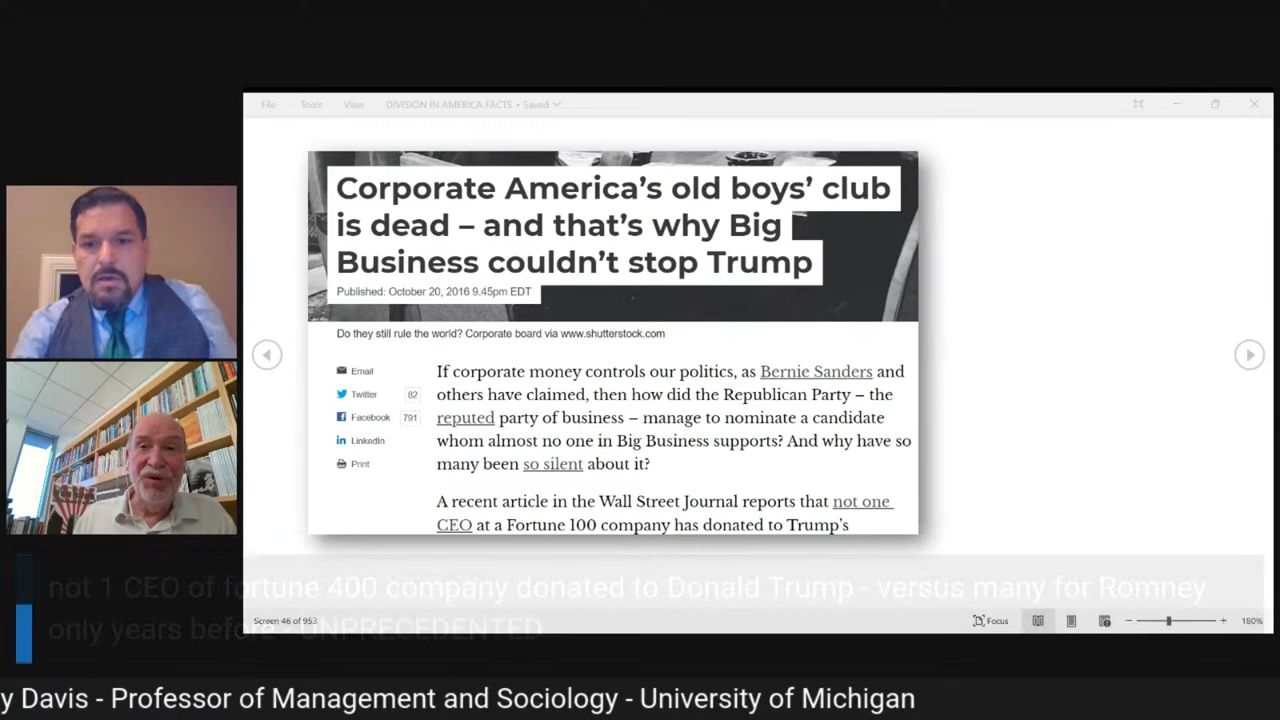 File Tools View DIVISION IN AMERICA FACTS • Saved
Corporate America's old boys' club
is dead – and that's why Big
Business couldn't stop Trump
Published: October 20, 2016 9.45pm EDT
Do they still rule the world? Corporate board via www.shutterstock.com
Email
Twitter 82
Facebook 791
LinkedIn
Print
If corporate money controls our politics, as Bernie Sanders and
others have claimed, then how did the Republican Party – the
reputed party of business – manage to nominate a candidate
whom almost no one in Big Business supports? And why have so
many been so silent about it?
A recent article in the Wall Street Journal reports that not one
CEO at a Fortune 100 company has donated to Trump's
not 1 CEO of fortune 400 company donated to Donald Trump - versus many for Romney
only years before - UNPRECEDENTED
Screen 46 of 953
Focus
180%
y Davis - Professor of Management and Sociology - University of Michigan